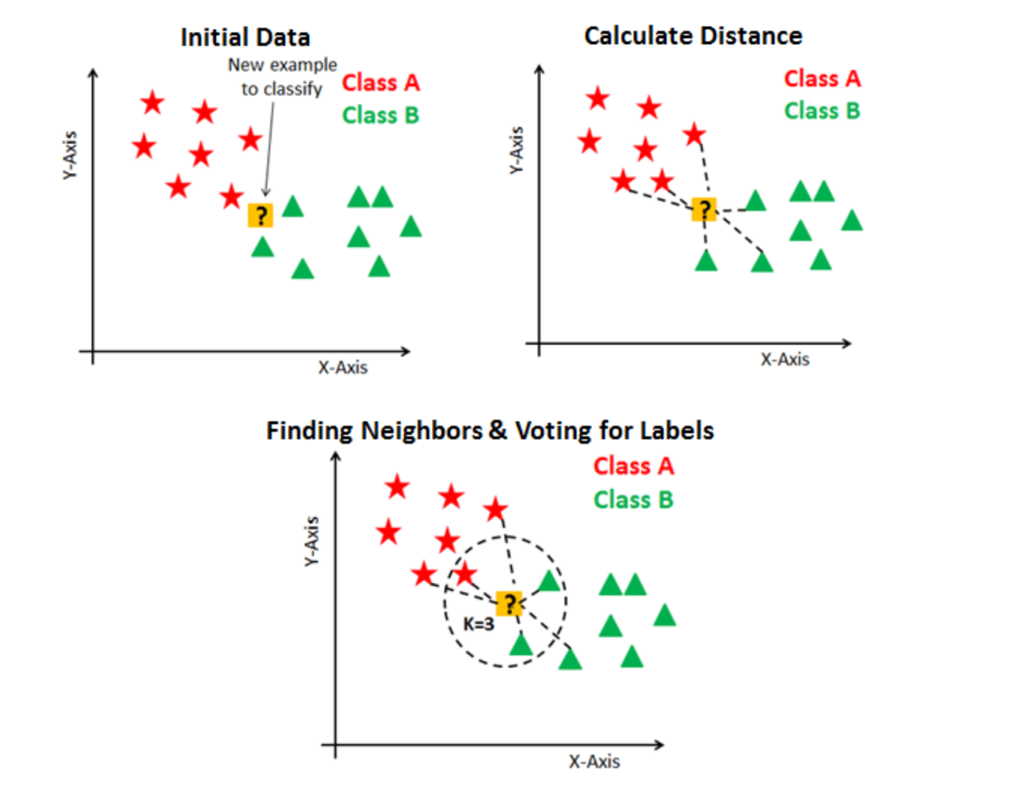 Initial Data
New example
to classify
Class A
Class B
Y-Axis
?
X-Axis
Calculate Distance
Class A
Class B
Y-Axis
?
X-Axis
Finding Neighbors & Voting for Labels
Class A
Class B
Y-Axis
?
K=3
X-Axis